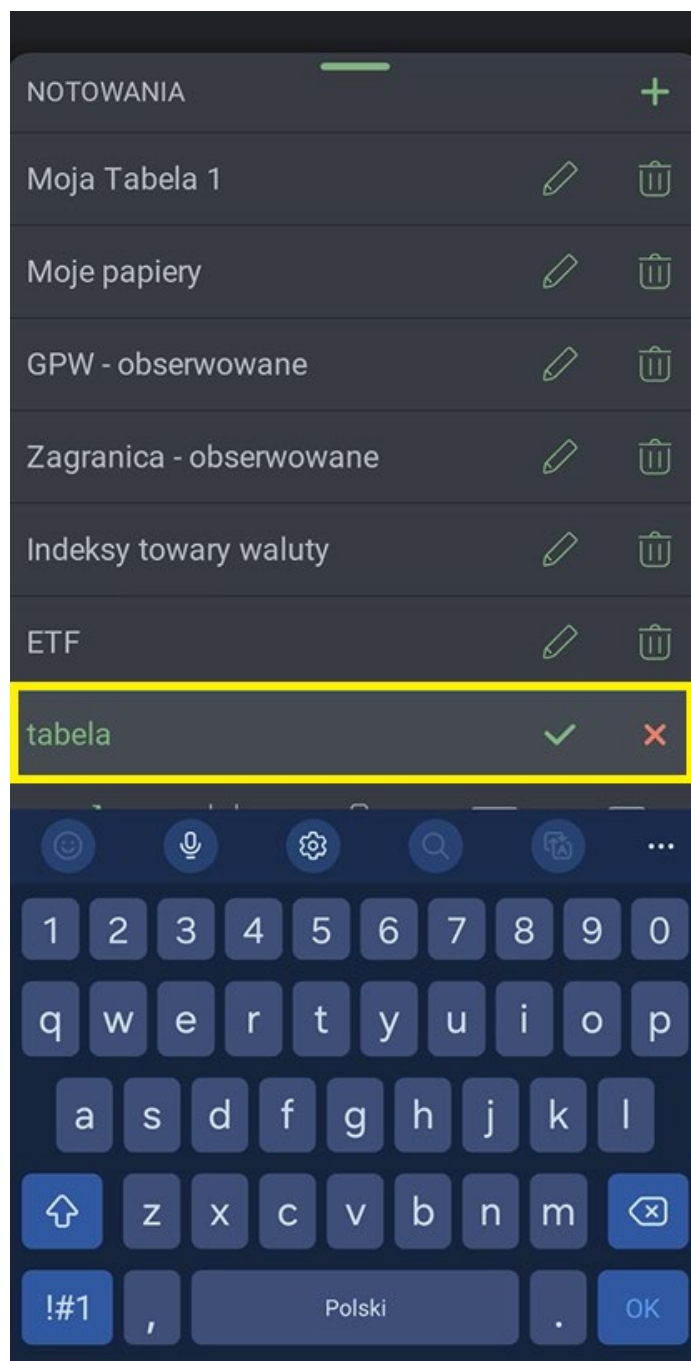 NOTOWANIA
Moja Tabela 1
Moje papiery
GPW - obserwowane
Zagranica - obserwowane
Indeksy towary waluty
ETF
tabela
1 2 3 4 5 6 7 8 9 0
q w e r t y u i o p
a s d f g h j k l
z x c v b n m
!#1 , Polski . OK